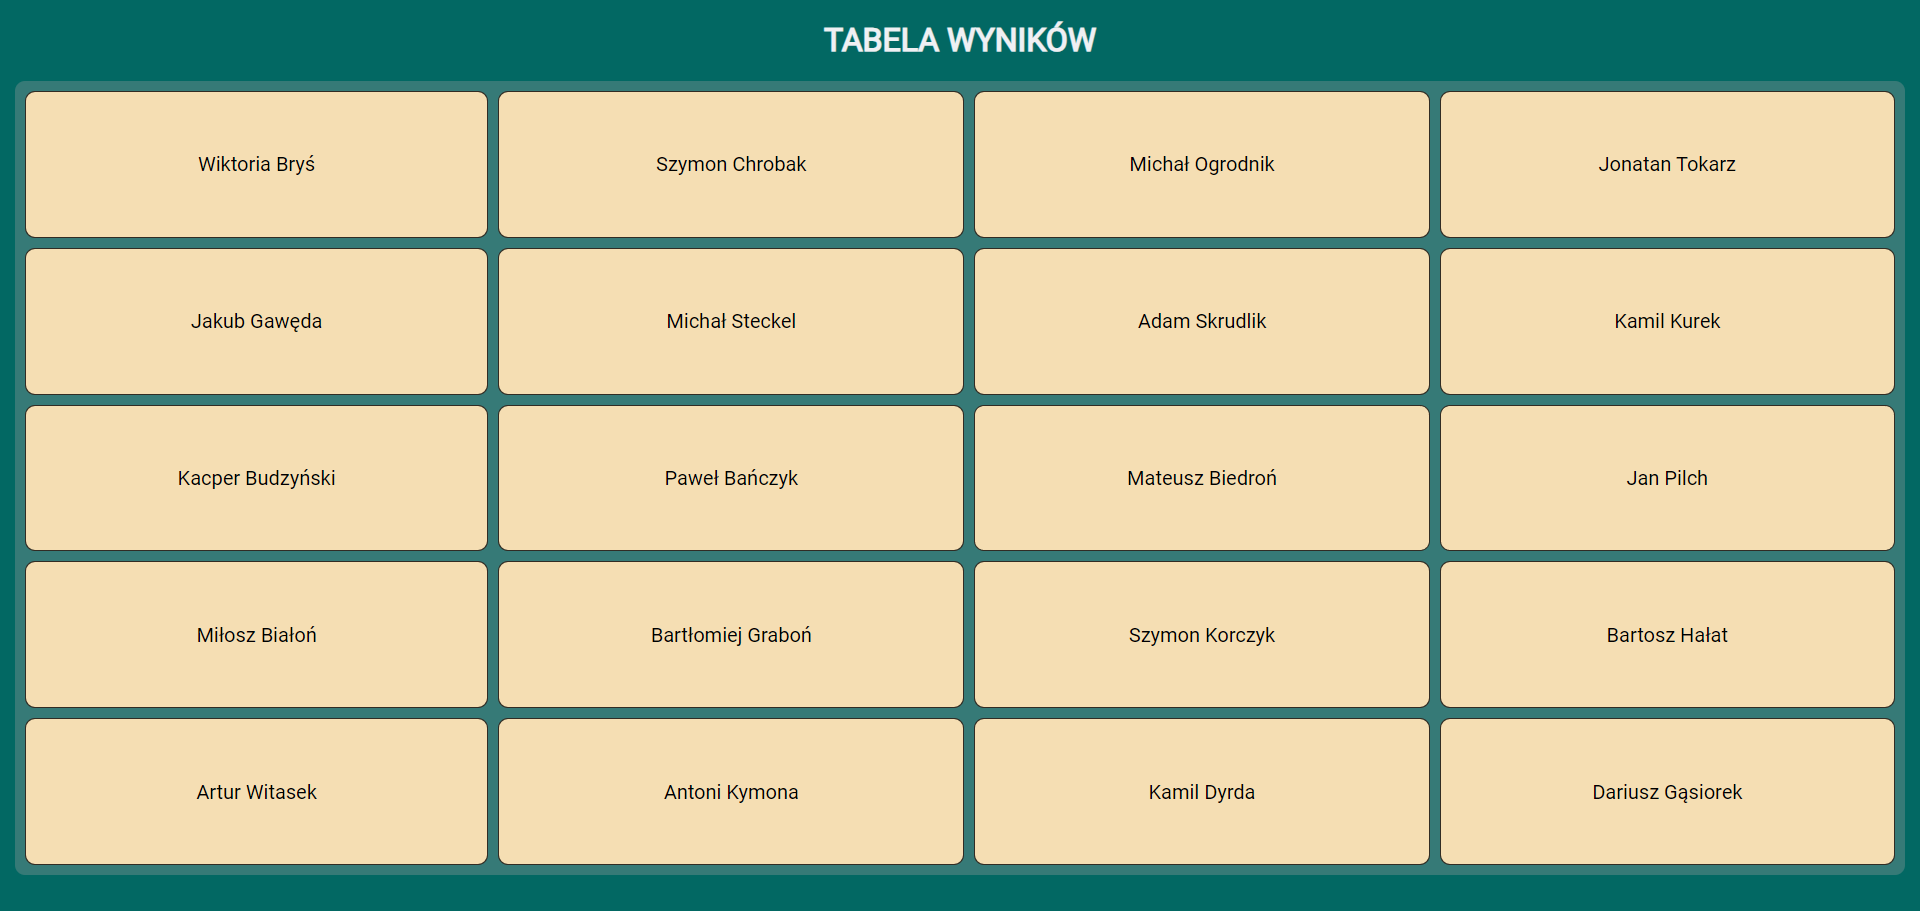 TABELA WYNIKÓW
Wiktoria Bryś
Szymon Chrobak
Michał Ogrodnik
Jonatan Tokarz
Jakub Gawęda
Michał Steckel
Adam Skrudlik
Kamil Kurek
Kacper Budzyński
Paweł Bańczyk
Mateusz Biedroń
Jan Pilch
Miłosz Białoń
Bartłomiej Graboń
Szymon Korczyk
Bartosz Hałat
Artur Witasek
Antoni Kymona
Kamil Dyrda
Dariusz Gąsiorek